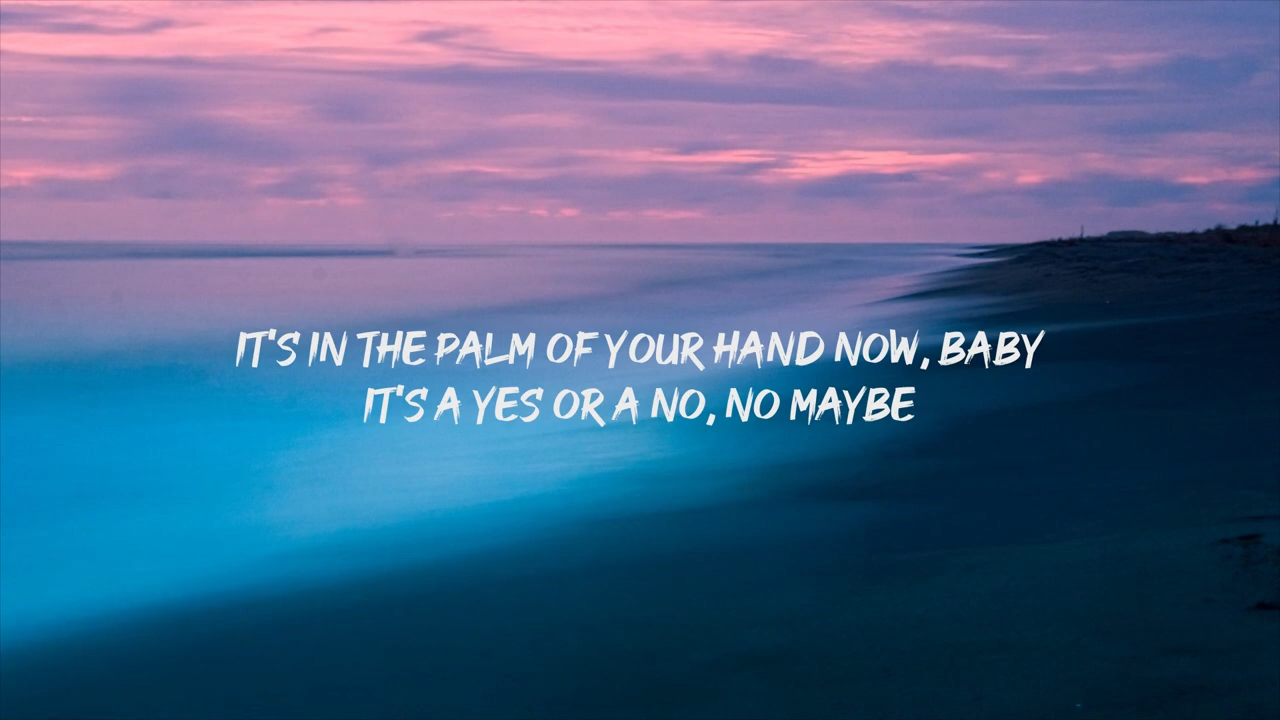 IT'S IN THE PALM OF YOUR HAND NOW, BABY
IT'S A YES OR A NO, NO MAYBE